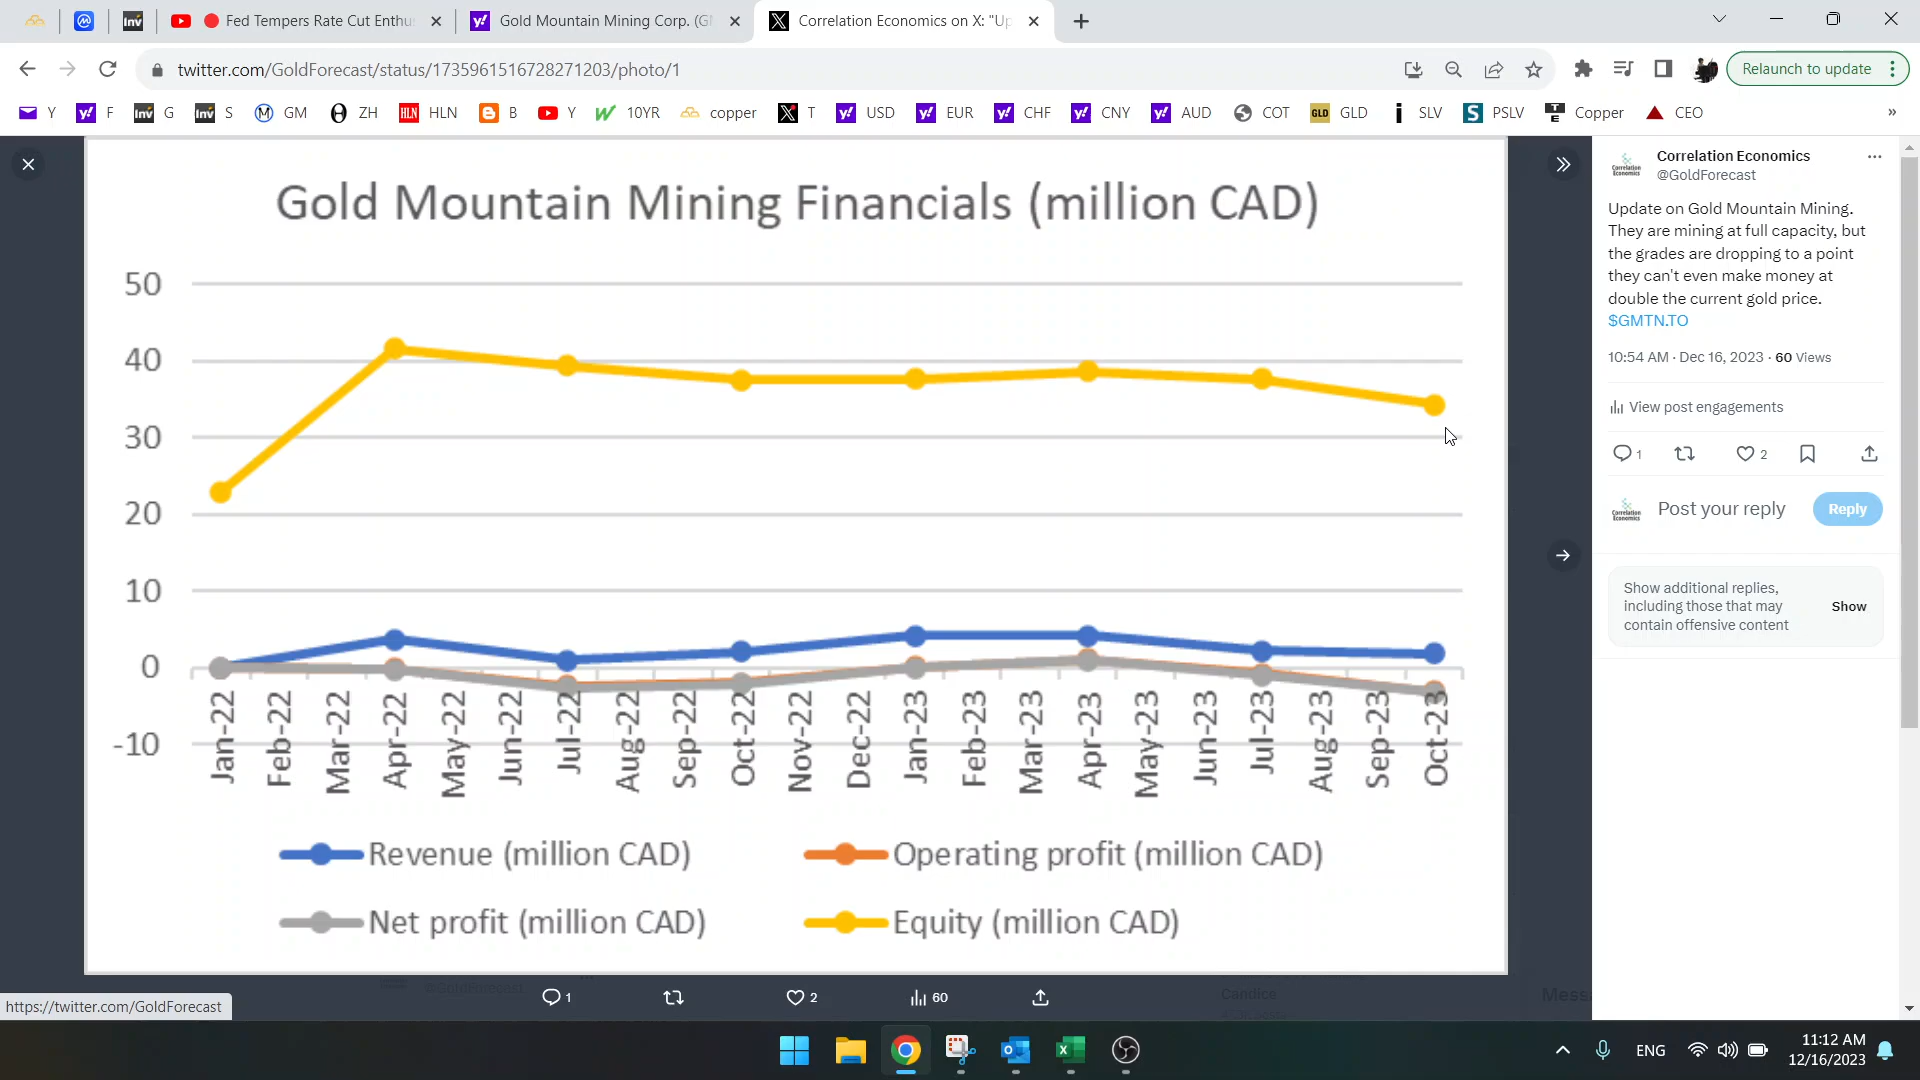 Fed Tempers Rate Cut Enthu
Gold Mountain Mining Corp. (G
Correlation Economics on X: "Up
twitter.com/GoldForecast/status/1735961516728271203/photo/1
Relaunch to update
Y F G S GM ZH HLN B Y 10YR copper T USD EUR CHF CNY AUD COT GLD SLV PSLV Copper CEO
Gold Mountain Mining Financials (million CAD)
50
40
30
20
10
0
-10
Jan-22
Feb-22
Mar-22
Apr-22
May-22
Jun-22
Jul-22
Aug-22
Sep-22
Oct-22
Nov-22
Dec-22
Jan-23
Feb-23
Mar-23
Apr-23
May-23
Jun-23
Jul-23
Aug-23
Sep-23
Oct-23
Revenue (million CAD)
Operating profit (million CAD)
Net profit (million CAD)
Equity (million CAD)
1
2
60
https://twitter.com/GoldForecast
Correlation Economics
@GoldForecast
Update on Gold Mountain Mining.
They are mining at full capacity, but
the grades are dropping to a point
they can't even make money at
double the current gold price.
$GMTN.TO
10:54 AM · Dec 16, 2023 · 60 Views
View post engagements
1
2
Post your reply
Reply
Show additional replies,
including those that may
contain offensive content
Show
ENG
11:12 AM
12/16/2023